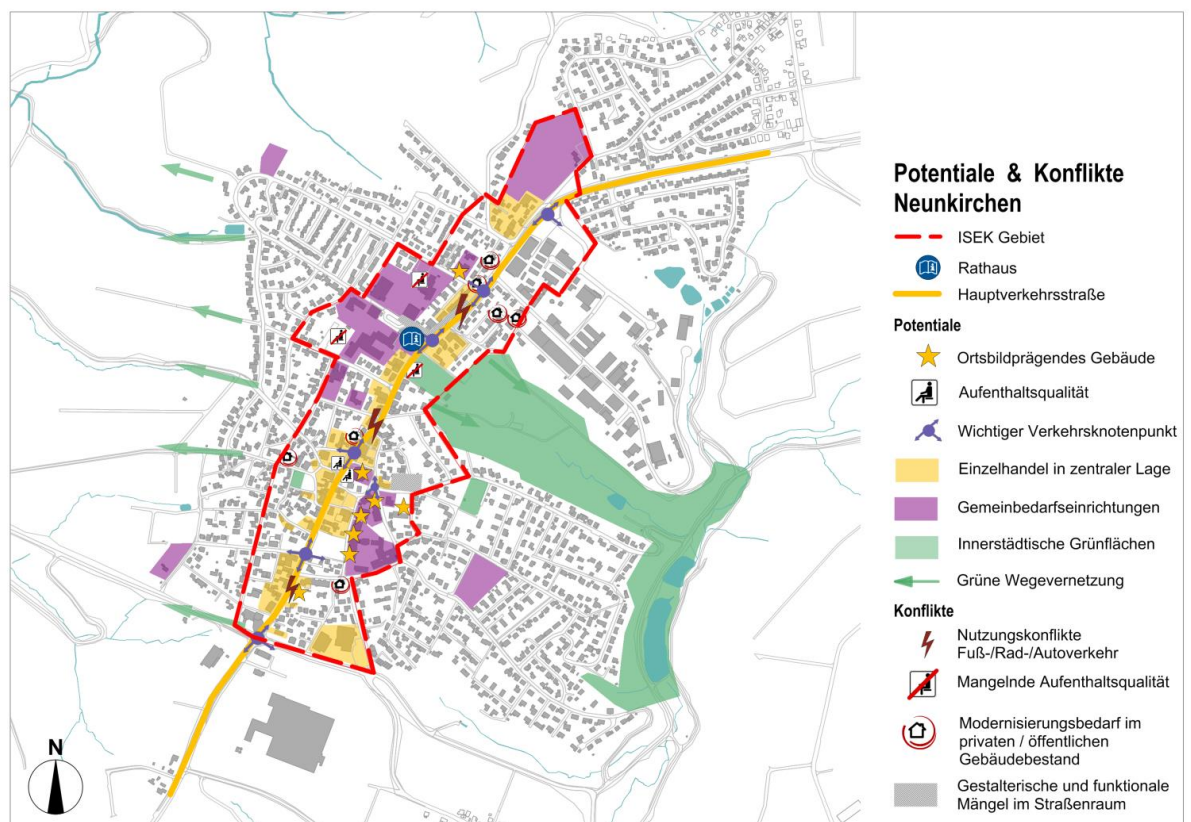 Potentiale & Konflikte
Neunkirchen
ISEK Gebiet
Rathaus
Hauptverkehrsstraße
Potentiale
Ortsbildprägendes Gebäude
Aufenthaltsqualität
Wichtiger Verkehrsknotenpunkt
Einzelhandel in zentraler Lage
Gemeinbedarfseinrichtungen
Innerstädtische Grünflächen
Grüne Wegevernetzung
Konflikte
Nutzungskonflikte
Fuß-/Rad-/Autoverkehr
Mangelnde Aufenthaltsqualität
Modernisierungsbedarf im
privaten / öffentlichen
Gebäudebestand
Gestalterische und funktionale
Mängel im Straßenraum
N